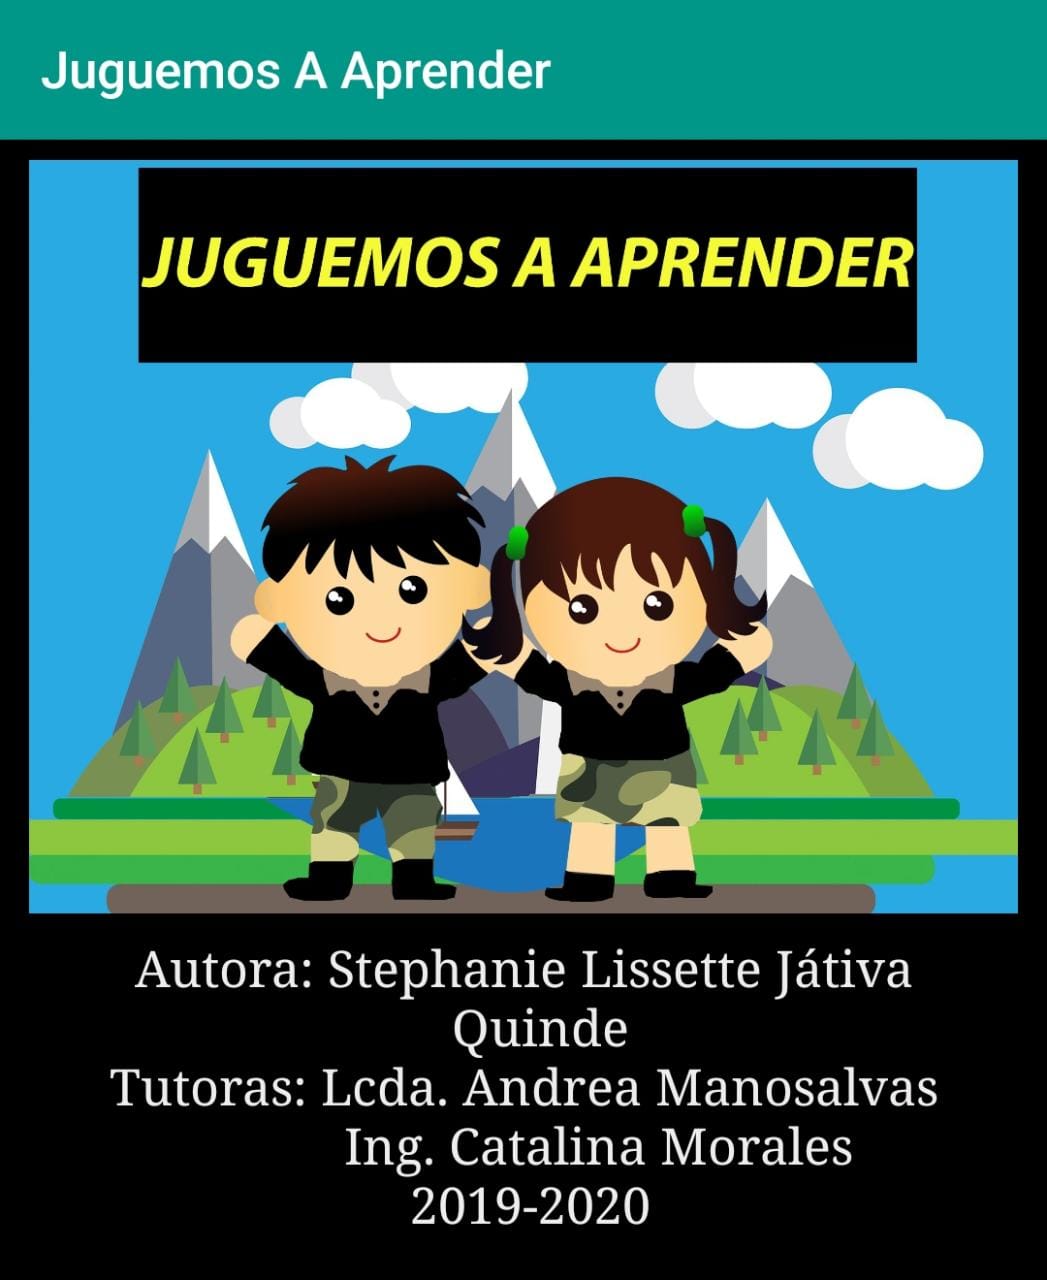 Juguemos A Aprender
JUGUEMOS A APRENDER
Autora: Stephanie Lissette Játiva
Quinde
Tutoras: Lcda. Andrea Manosalvas
Ing. Catalina Morales
2019-2020